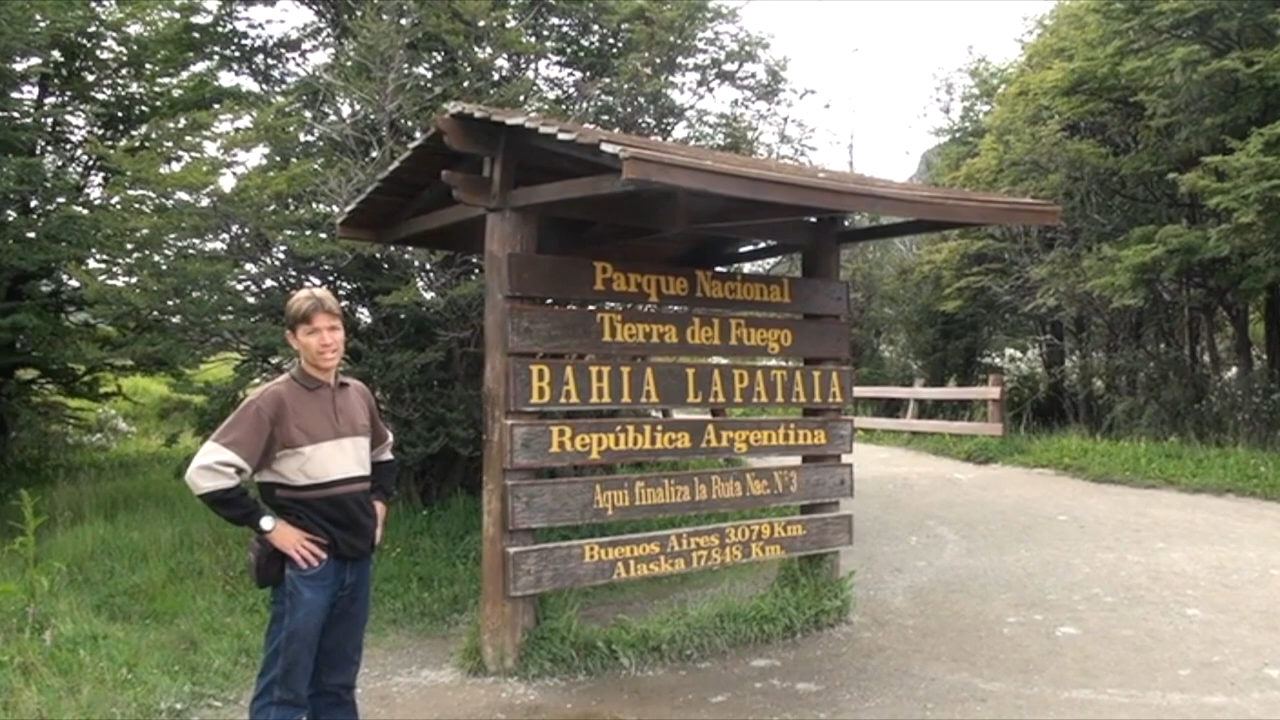 Parque Nacional
Tierra del Fuego
BAHIA LAPATAIA
República Argentina
Aqui finaliza la Ruta Nac. Nº3
Buenos Aires 3.079 Km.
Alaska 17.848 Km.